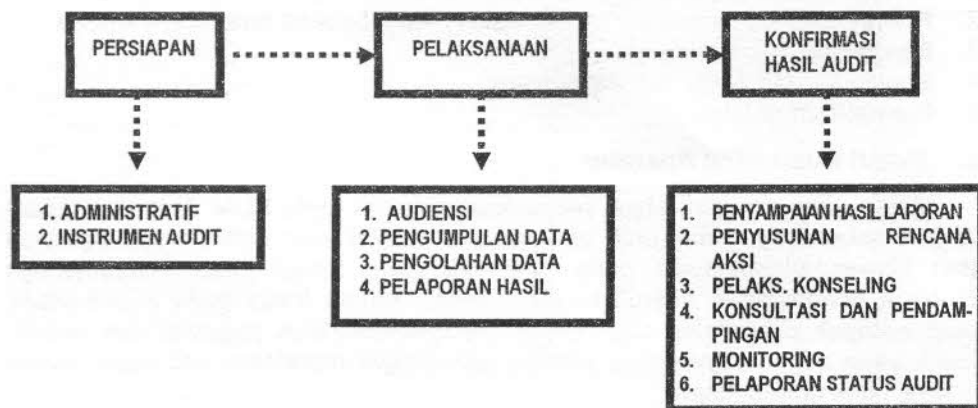 PERSIAPAN
PELAKSANAAN
KONFIRMASI
HASIL AUDIT
1. ADMINISTRATIF
2. INSTRUMEN AUDIT
1. AUDIENSI
2. PENGUMPULAN DATA
3. PENGOLAHAN DATA
4. PELAPORAN HASIL
1. PENYAMPAIAN HASIL LAPORAN
2. PENYUSUNAN RENCANA
AKSI
3. PELAKS. KONSELING
4. KONSULTASI DAN PENDAM-
PINGAN
5. MONITORING
6. PELAPORAN STATUS AUDIT